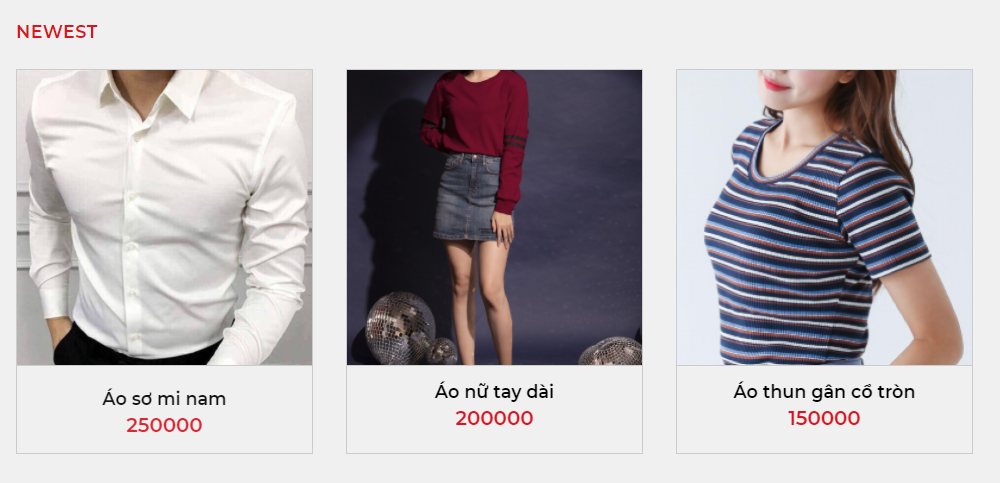 NEWEST
Áo sơ mi nam
250000
Áo nữ tay dài
200000
Áo thun gân cổ tròn
150000